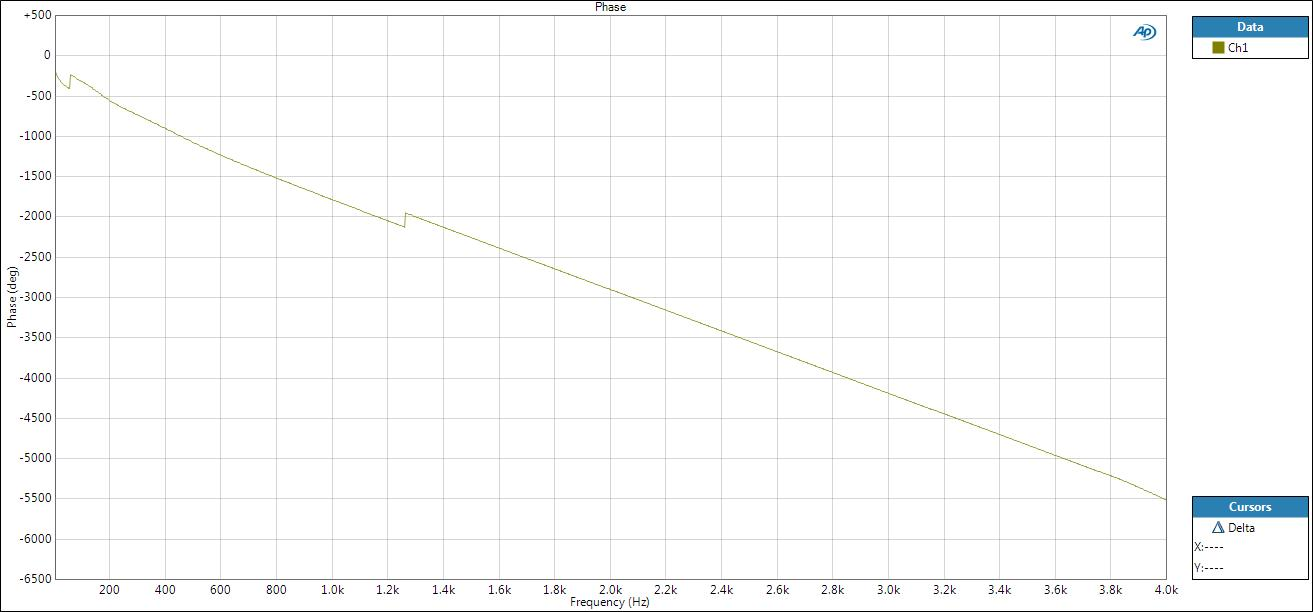 Phase
+500
0
-500
-1000
-1500
-2000
-2500
-3000
-3500
-4000
-4500
-5000
-5500
-6000
-6500
Phase (deg)
200 400 600 800 1.0k 1.2k 1.4k 1.6k 1.8k 2.0k 2.2k 2.4k 2.6k 2.8k 3.0k 3.2k 3.4k 3.6k 3.8k 4.0k
Frequency (Hz)
AP
Data
Ch1
Cursors
Delta
X:----
Y:----